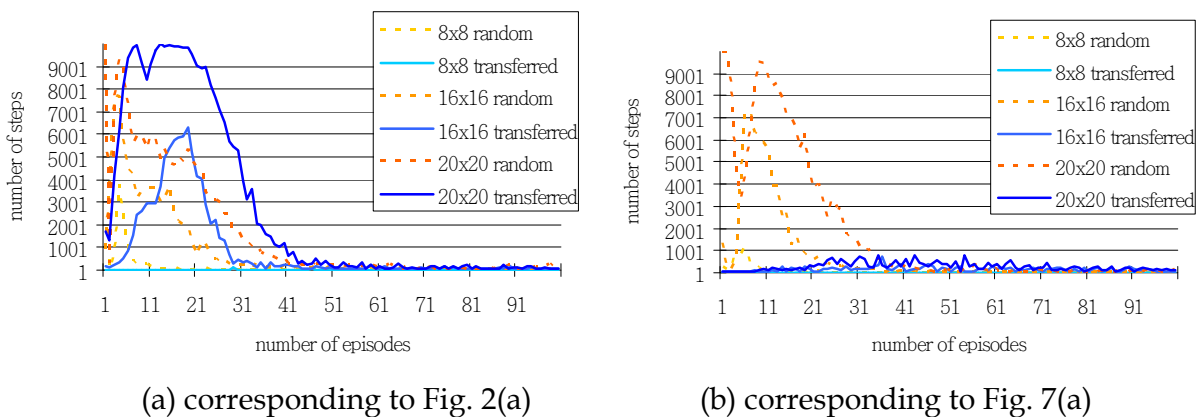 number of steps
9001
8001
7001
6001
5001
4001
3001
2001
1001
1
1 11 21 31 41 51 61 71 81 91
number of episodes
8x8 random
8x8 transferred
16x16 random
16x16 transferred
20x20 random
20x20 transferred
(a) corresponding to Fig. 2(a)
number of steps
9001
8001
7001
6001
5001
4001
3001
2001
1001
1
1 11 21 31 41 51 61 71 81 91
number of episodes
8x8 random
8x8 transferred
16x16 random
16x16 transferred
20x20 random
20x20 transferred
(b) corresponding to Fig. 7(a)